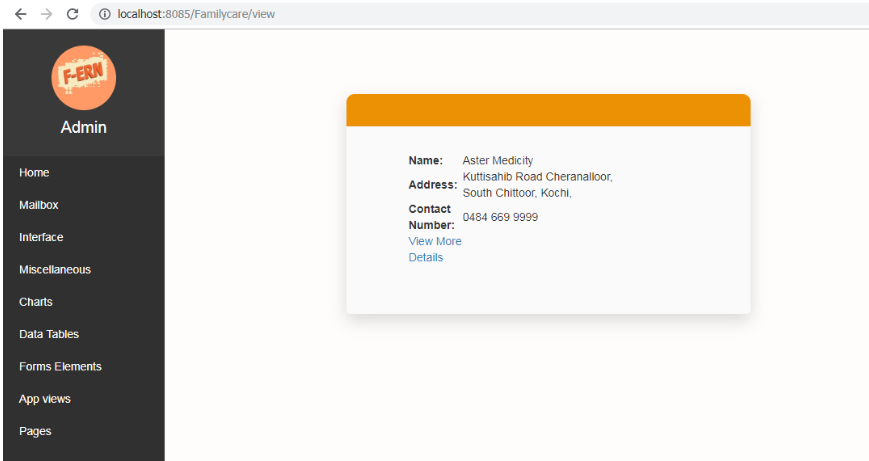 localhost:8085/Familycare/view
F-ERN
Admin
Home
Mailbox
Interface
Miscellaneous
Charts
Data Tables
Forms Elements
App views
Pages
Name: Aster Medicity
Address: Kuttisahib Road Cheranalloor,
South Chittoor, Kochi,
Contact
Number: 0484 669 9999
View More
Details